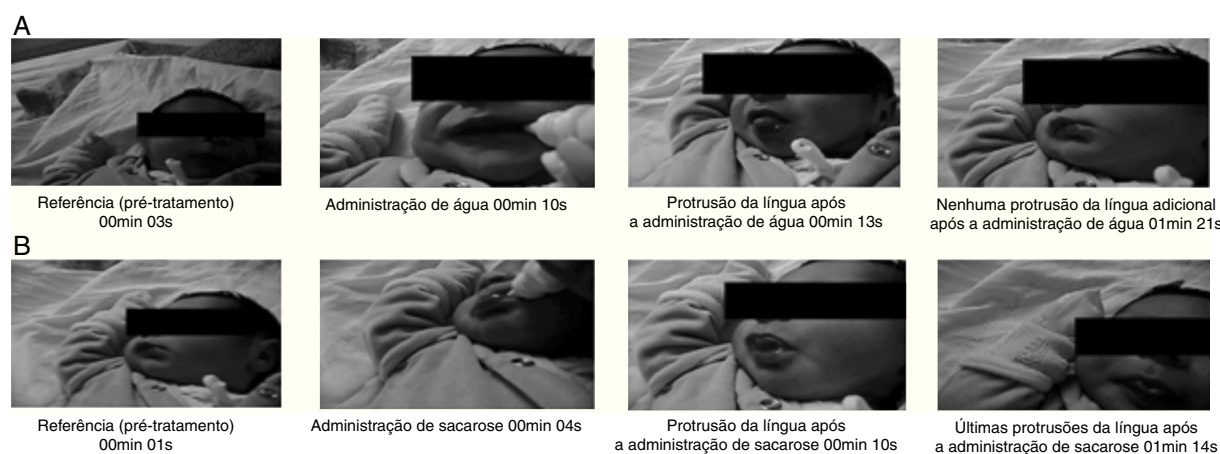 A
Referência (pré-tratamento)
00min 03s
Administração de água 00min 10s
Protrusão da língua após
a administração de água 00min 13s
Nenhuma protrusão da língua adicional
após a administração de água 01min 21s
B
Referência (pré-tratamento)
00min 01s
Administração de sacarose 00min 04s
Protrusão da língua após
a administração de sacarose 00min 10s
Últimas protrusões da língua após
a administração de sacarose 01min 14s